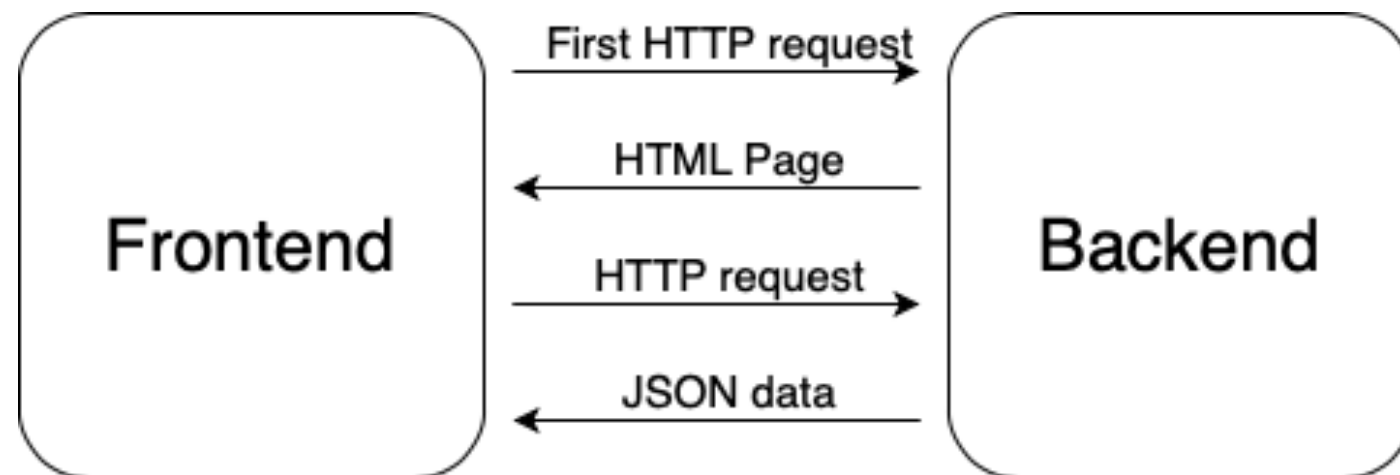 First HTTP request
HTML Page
Frontend
Backend
HTTP request
JSON data